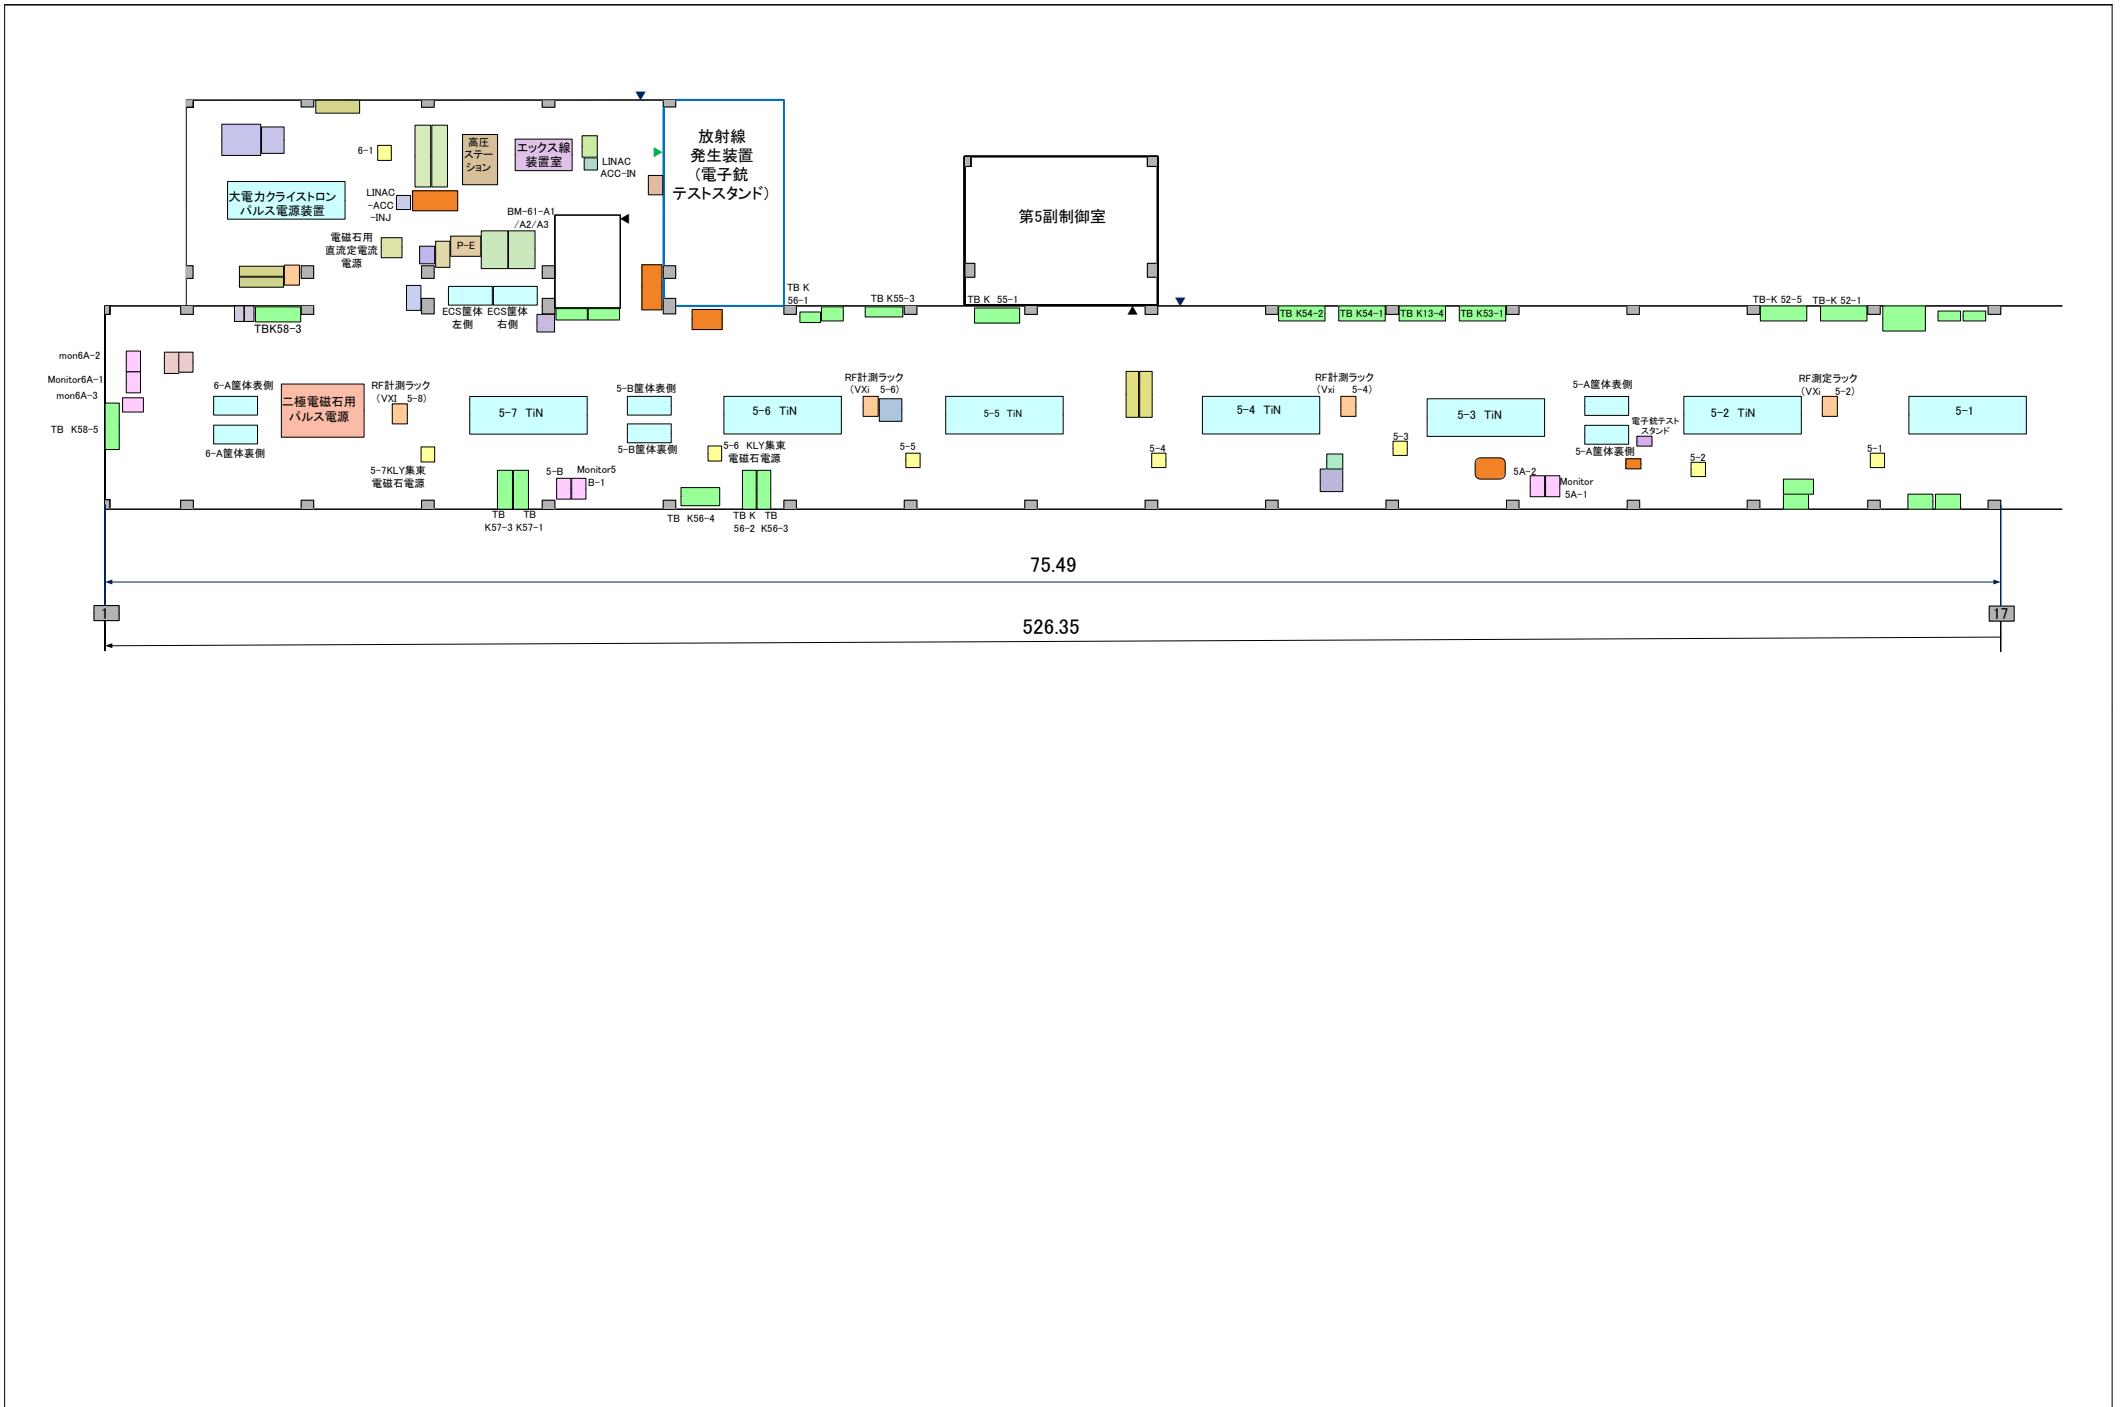 放射線
発生装置
（電子銃
テストスタンド）
6-1
高圧
ステー
ション
エックス線
装置室
LINAC
ACC-IN
大電力クライストロン
パルス電源装置
LINAC
-ACC
-INJ
BM-61-A1
/A2/A3
第5副制御室
電磁石用
直流定電流
電源
P-E
TB K
56-1
TB K55-3
TB K 55-1
TB K54-2
TB K54-1
TB K13-4
TB K53-1
TB-K 52-5
TB-K 52-1
TBK58-3
ECS筐体
左側
ECS筐体
右側
mon6A-2
Monitor6A-1
mon6A-3
TB K58-5
6-A筐体表側
6-A筐体裏側
二極電磁石用
パルス電源
RF計測ラック
（VXI 5-8）
5-7 TiN
5-B筐体表側
5-B筐体裏側
5-6 TiN
RF計測ラック
（VXi 5-6）
5-5 TiN
5-4 TiN
RF計測ラック
（Vxi 5-4）
5-3 TiN
5-A筐体表側
5-A筐体裏側
電子銃テスト
スタンド
5-2 TiN
RF測定ラック
（VXi 5-2）
5-1
5-7KLY集東
電磁石電源
5-6 KLY集東
電磁石電源
5-5
5-4
5-3
5-2
5-1
5-B
Monitor5
B-1
5A-2
Monitor
5A-1
TB TB
K57-3 K57-1
TB K56-4
TB K TB
56-2 K56-3
75.49
1
17
526.35